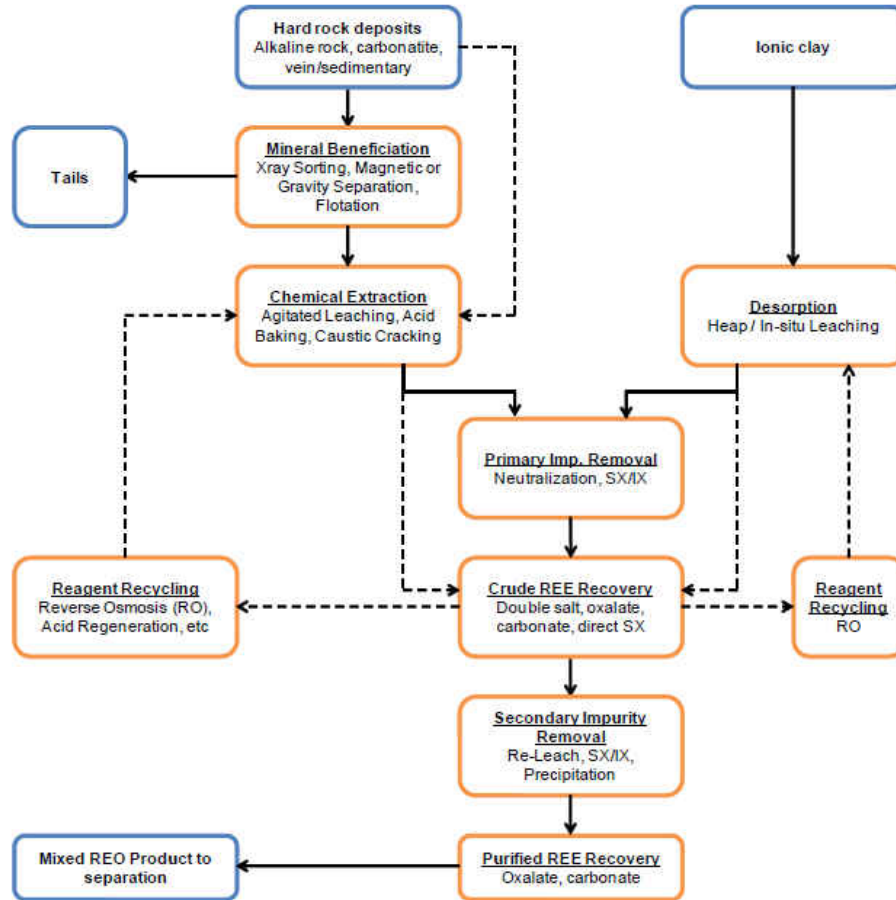 Hard rock deposits
Alkaline rock, carbonatite,
vein/sedimentary
Ionic clay
Mineral Beneficiation
Xray Sorting, Magnetic or
Gravity Separation,
Flotation
Tails
Chemical Extraction
Agitated Leaching, Acid
Baking, Caustic Cracking
Desorption
Heap / In-situ Leaching
Primary Imp. Removal
Neutralization, SX/IX
Reagent Recycling
Reverse Osmosis (RO),
Acid Regeneration, etc
Crude REE Recovery
Double salt, oxalate,
carbonate, direct SX
Reagent
Recycling
RO
Secondary Impurity
Removal
Re-Leach, SX/IX,
Precipitation
Mixed REO Product to
separation
Purified REE Recovery
Oxalate, carbonate